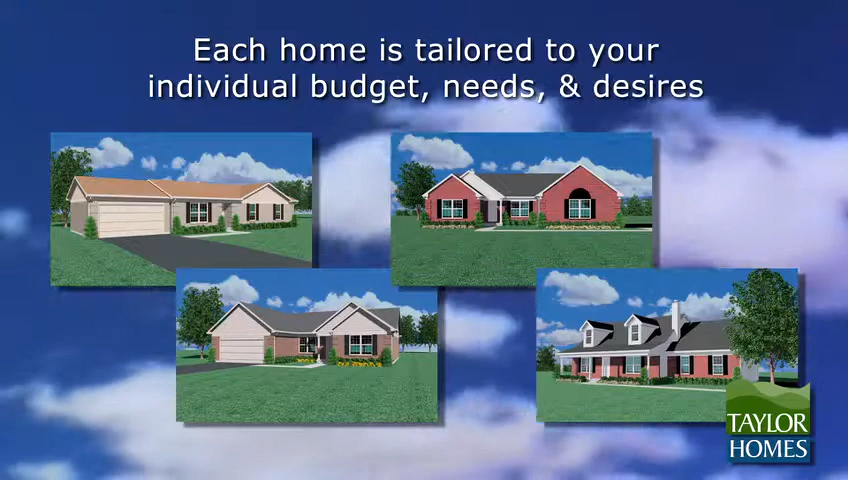 Each home is tailored to your
individual budget, needs, & desires
TAYLOR
HOMES